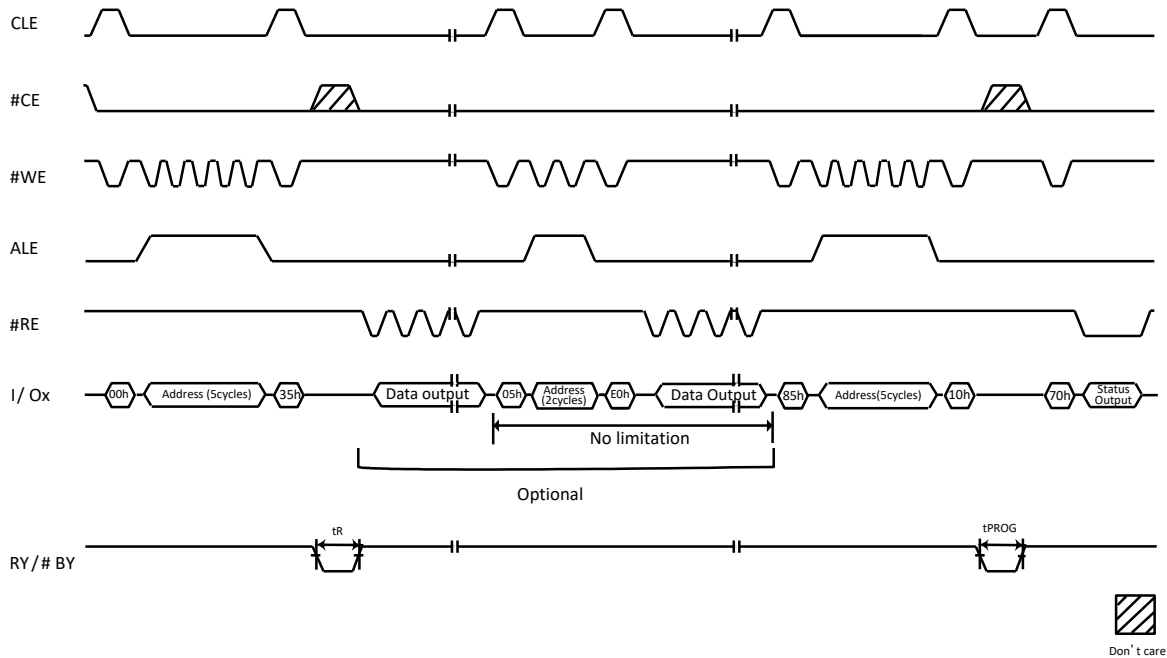 CLE
#CE
#WE
ALE
#RE
I/ Ox
00h Address (5cycles) 35h Data output 05h Address (2cycles) E0h Data Output 85h Address(5cycles) 10h 70h Status Output
No limitation
Optional
tR
tPROG
RY/# BY
Don't care